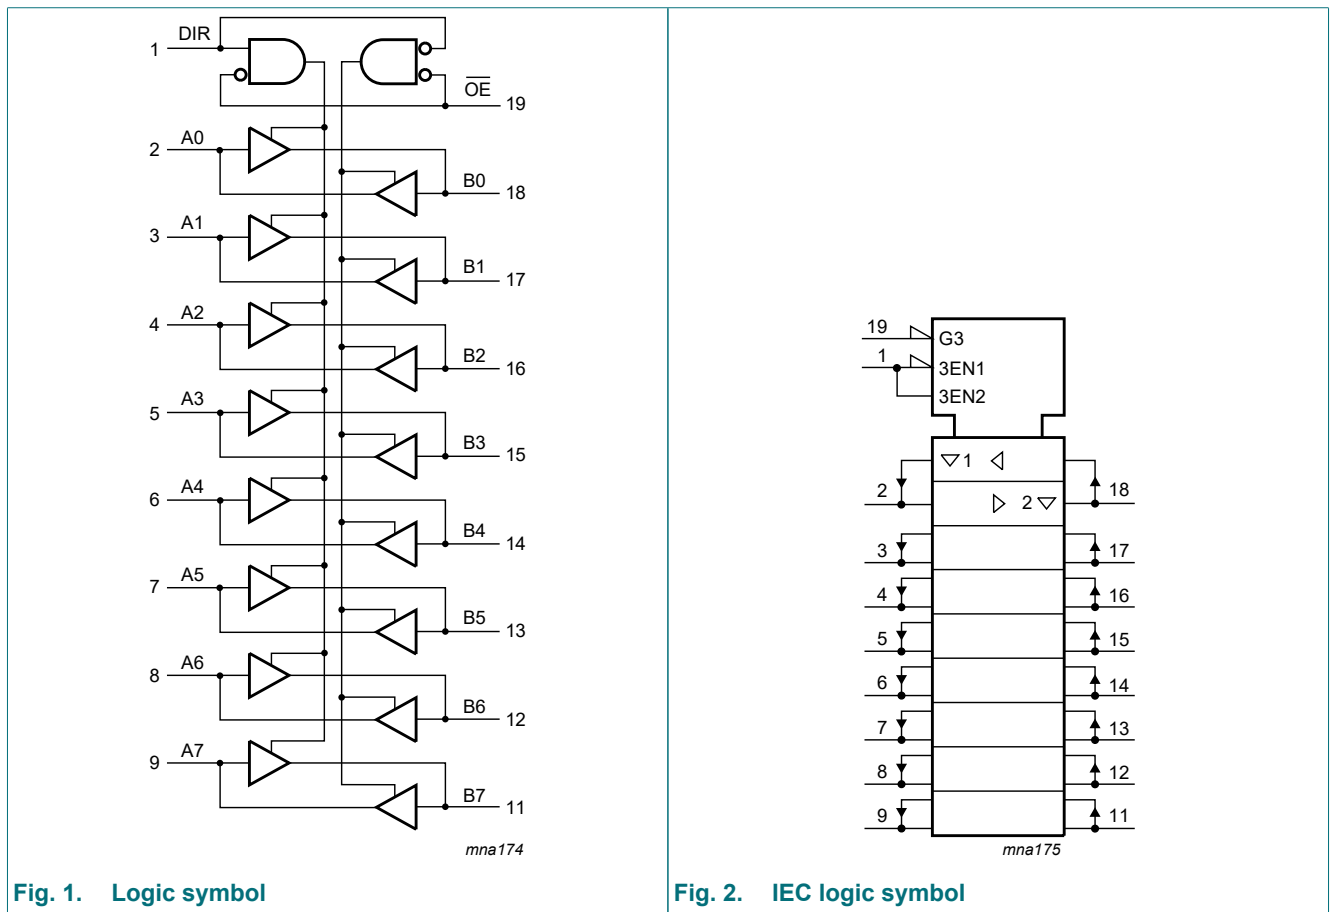 DIR
1
OE
19
A0
2
B0
18
A1
3
B1
17
A2
4
B2
16
A3
5
B3
15
A4
6
B4
14
A5
7
B5
13
A6
8
B6
12
A7
9
B7
11
mna174
Fig. 1. Logic symbol
19
G3
1
3EN1
3EN2
1
2
18
2
3
17
4
16
5
15
6
14
7
13
8
12
9
11
mna175
Fig. 2. IEC logic symbol